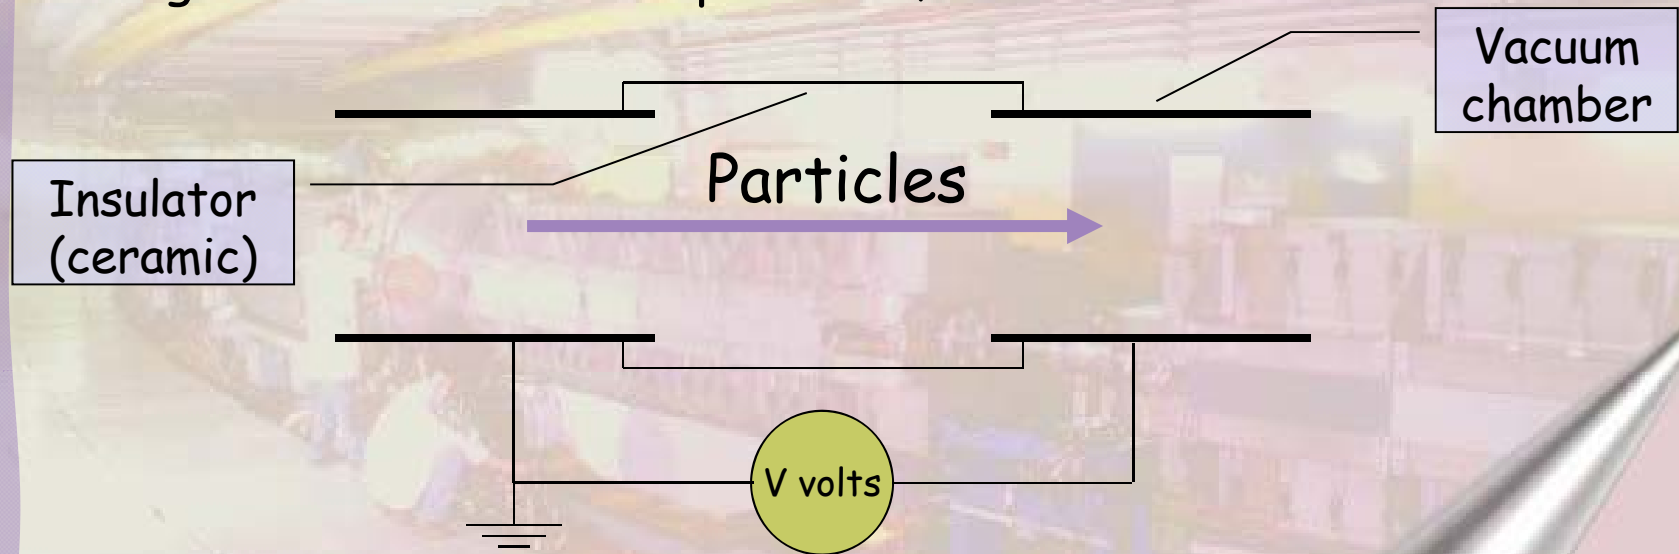 Vacuum
chamber
Particles
Insulator
(ceramic)
V volts